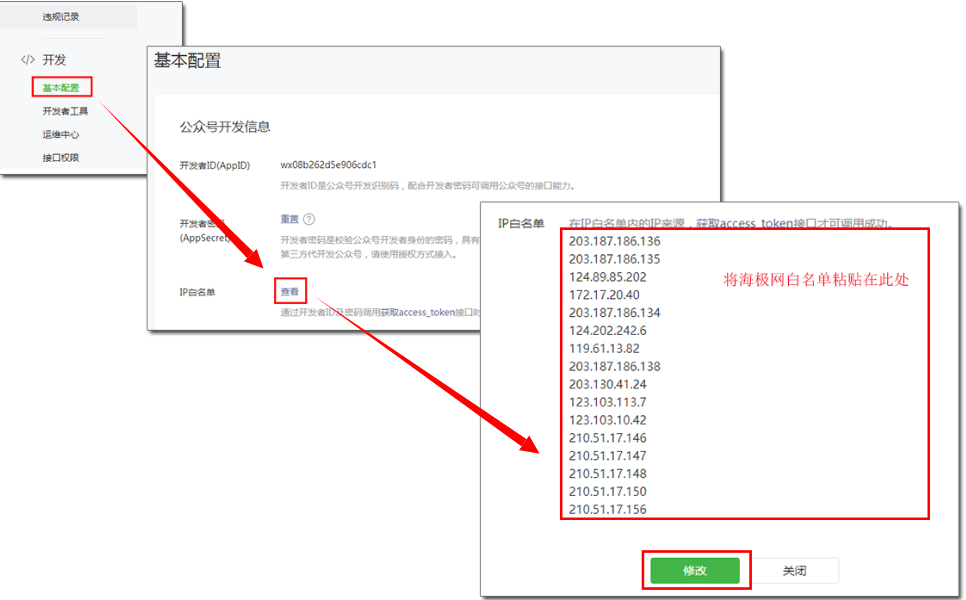 违规记录
开发
基本配置
开发者工具
运维中心
接口权限
基本配置
公众号开发信息
开发者ID(AppID)
wx08b262d5e906cdc1
开发者ID是公众号开发识别码，配合开发者密码可调用公众号的接口能力。
开发者密码
(AppSecret)
重置
开发者密码是校验公众号开发者身份的密码，具有
第三方代开发公众号，请使用授权方式接入。
IP白名单
查看
通过开发者ID及密码调用获取access_token接口时
IP白名单
在IP白名单内的IP来源，获取access_token接口才可调用成功。
203.187.186.136
203.187.186.135
124.89.85.202
172.17.20.40
203.187.186.134
124.202.242.6
119.61.13.82
203.187.186.138
203.130.41.24
123.103.113.7
123.103.10.42
210.51.17.146
210.51.17.147
210.51.17.148
210.51.17.150
210.51.17.156
将海极网白名单粘贴在此处
修改
关闭